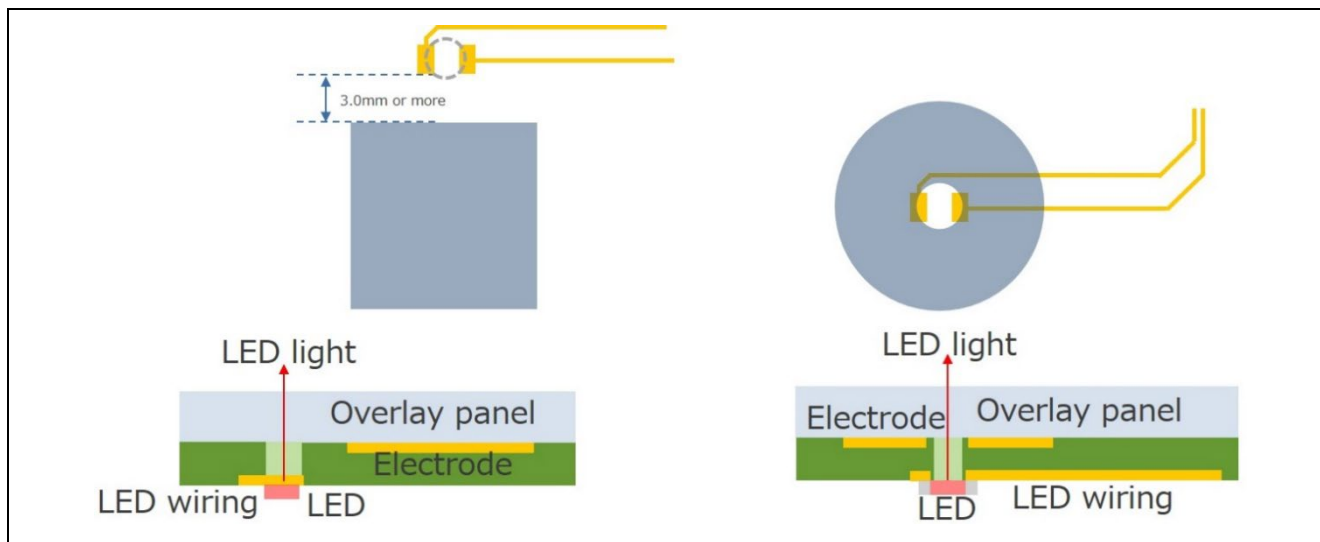 3.0mm or more
LED light
Overlay panel
Electrode
LED wiring
LED
LED light
Electrode
Overlay panel
LED
LED wiring